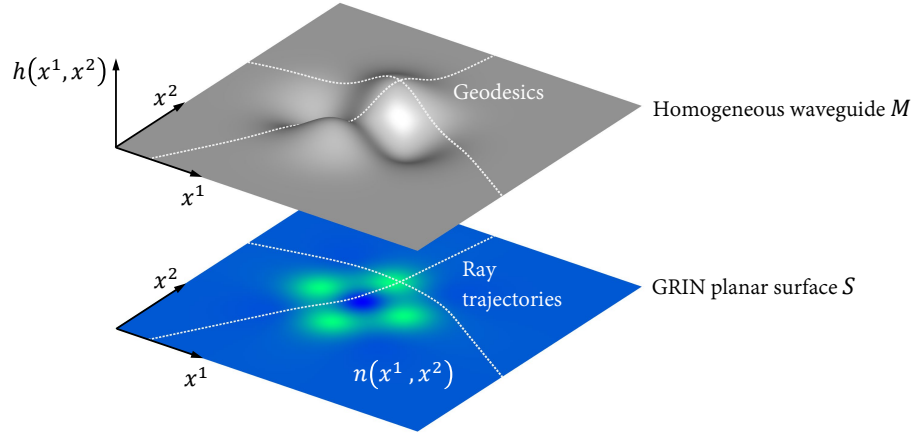 h(x¹,x²)
x²
Geodesics
Homogeneous waveguide M
x¹
x²
Ray
trajectories
GRIN planar surface S
x¹
n(x¹ ,x²)